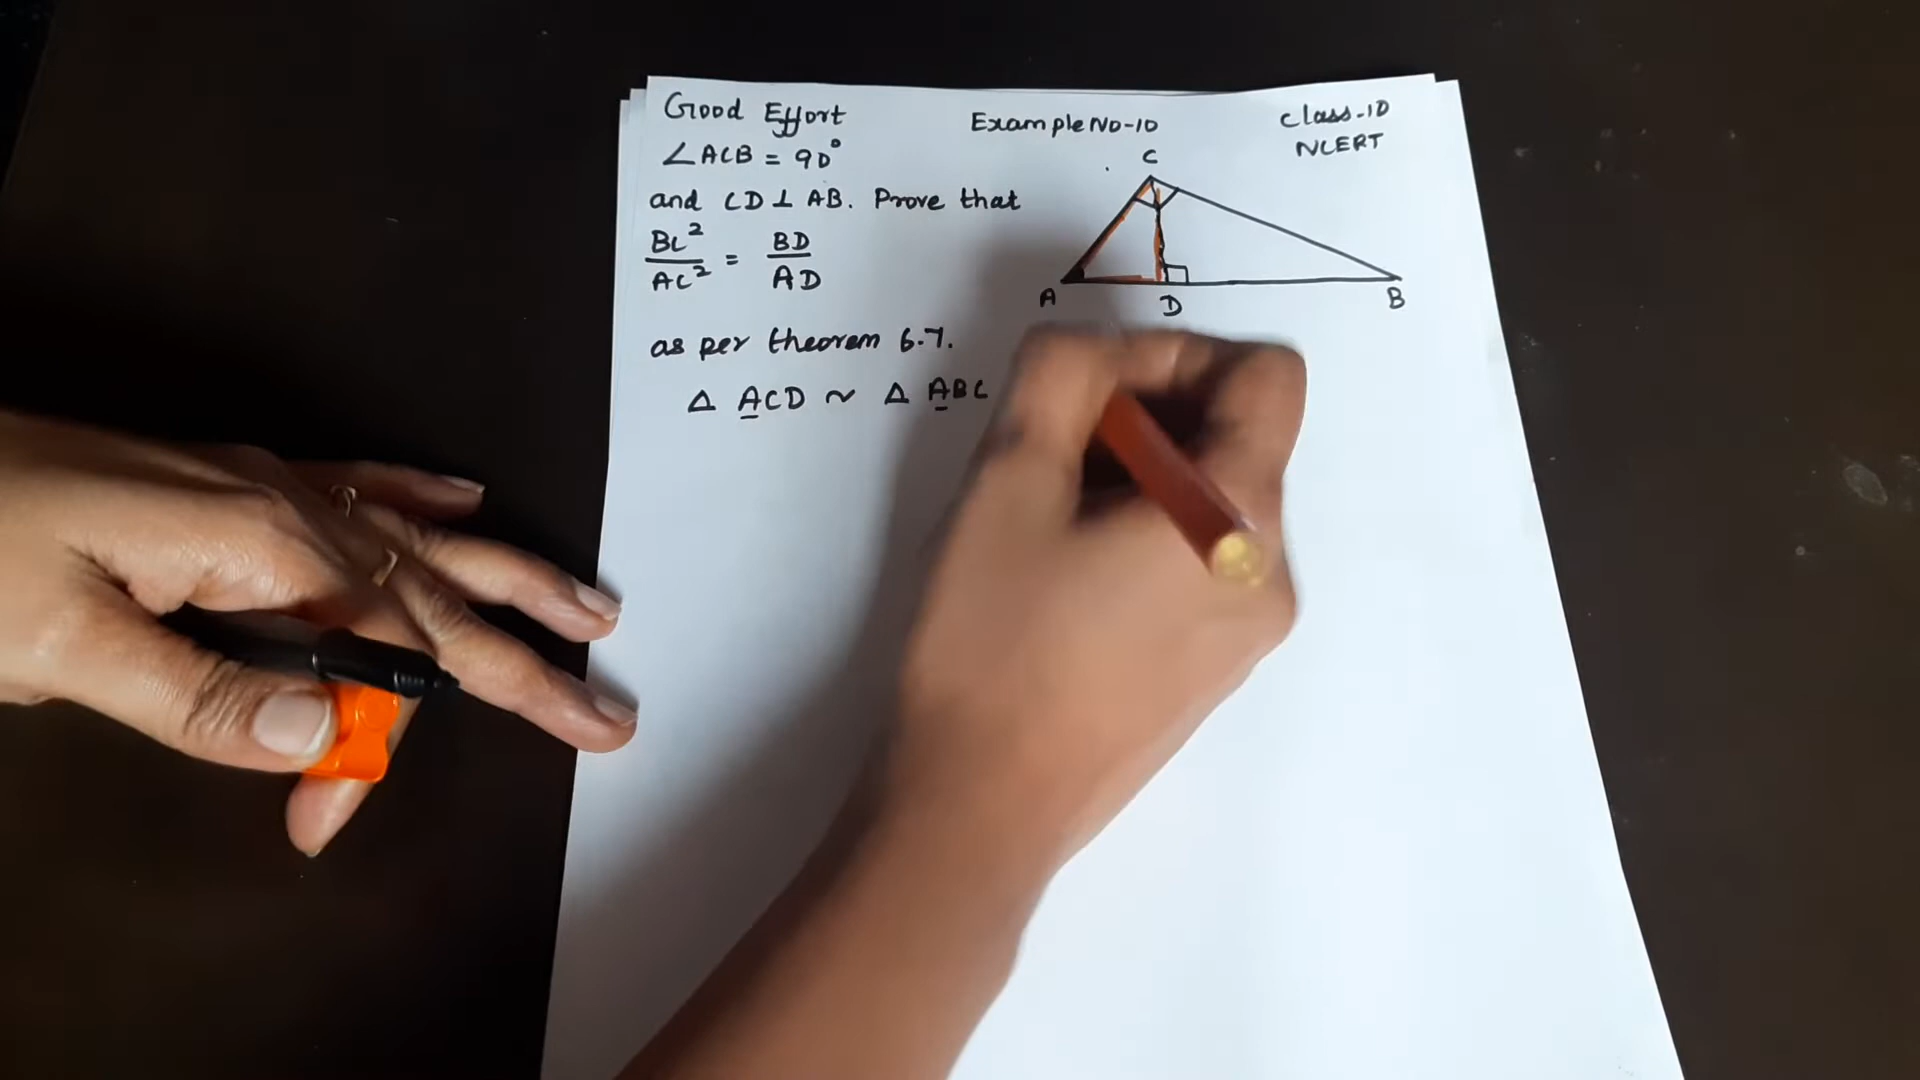 Good Effort
Example No-10
Class-10
NCERT
∠ACB = 90°
and CD ⊥ AB. Prove that
BC² / AC² = BD / AD
C
A
D
B
as per theorem 6.7.
△ ACD ~ △ ABC